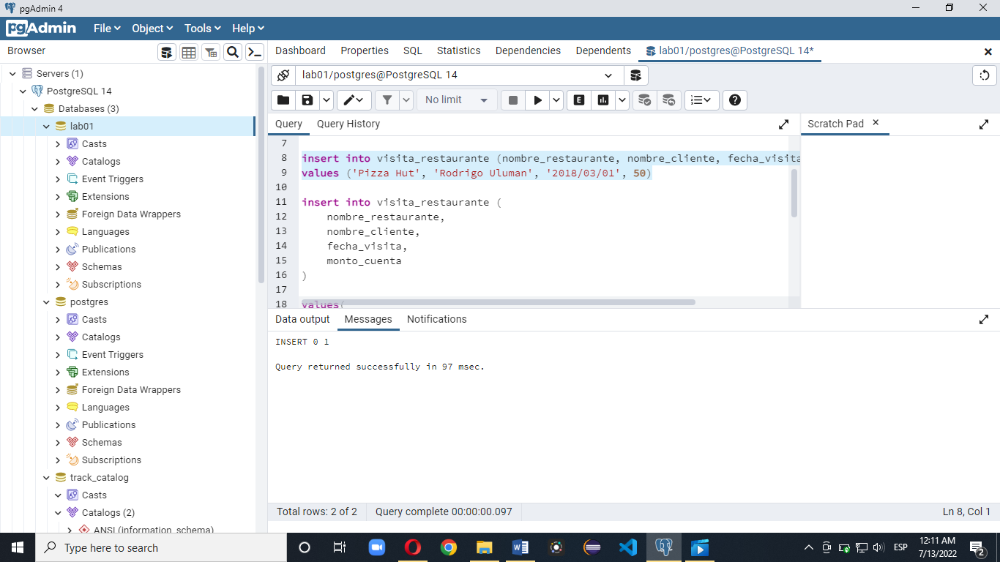 pgAdmin 4
pgAdmin
File Object Tools Help
Browser
Dashboard Properties SQL Statistics Dependencies Dependents lab01/postgres@PostgreSQL 14*
Servers (1)
PostgreSQL 14
Databases (3)
lab01
Casts
Catalogs
Event Triggers
Extensions
Foreign Data Wrappers
Languages
Publications
Schemas
Subscriptions
postgres
Casts
Catalogs
Event Triggers
Extensions
Foreign Data Wrappers
Languages
Publications
Schemas
Subscriptions
track_catalog
Casts
Catalogs (2)
ANSI (information_schema)
lab01/postgres@PostgreSQL 14
No limit
E
Query Query History
Scratch Pad
7
8 insert into visita_restaurante (nombre_restaurante, nombre_cliente, fecha_visita
9 values ('Pizza Hut', 'Rodrigo Uluman', '2018/03/01', 50)
10
11 insert into visita_restaurante (
12 nombre_restaurante,
13 nombre_cliente,
14 fecha_visita,
15 monto_cuenta
16 )
17
18 values(
Data output Messages Notifications
INSERT 0 1
Query returned successfully in 97 msec.
Total rows: 2 of 2 Query complete 00:00:00.097 Ln 8, Col 1
Type here to search
ESP
12:11 AM
7/13/2022
2